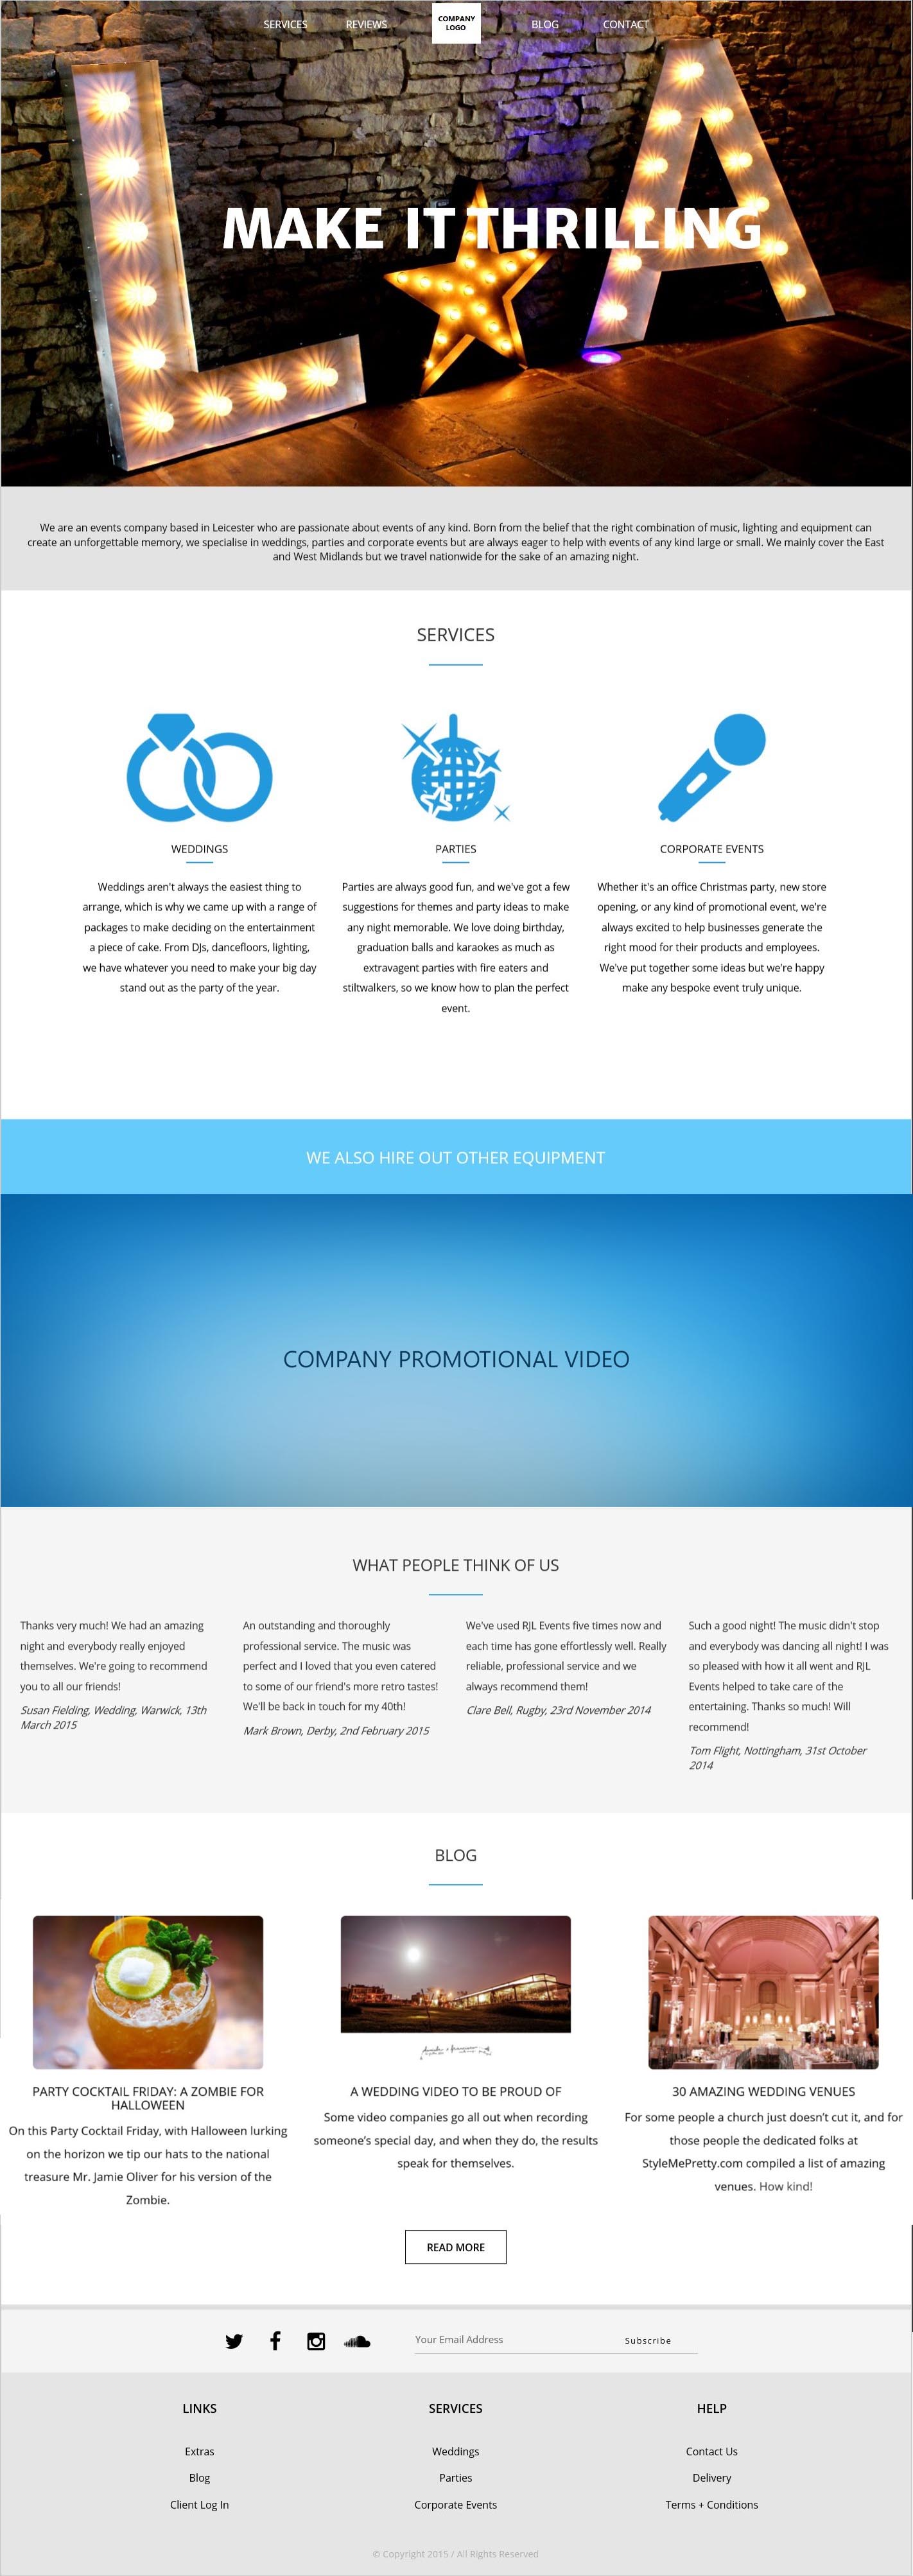 SERVICES
REVIEWS
COMPANY
LOGO
BLOG
CONTACT
MAKE IT THRILLING
We are an events company based in Leicester who are passionate about events of any kind. Born from the belief that the right combination of music, lighting and equipment can
create an unforgettable memory, we specialise in weddings, parties and corporate events but are always eager to help with events of any kind large or small. We mainly cover the East
and West Midlands but we travel nationwide for the sake of an amazing night.
SERVICES
WEDDINGS
Weddings aren't always the easiest thing to
arrange, which is why we came up with a range of
packages to make deciding on the entertainment
a piece of cake. From DJs, dancefloors, lighting,
we have whatever you need to make your big day
stand out as the party of the year.
PARTIES
Parties are always good fun, and we've got a few
suggestions for themes and party ideas to make
any night memorable. We love doing birthday,
graduation balls and karaokes as much as
extravagent parties with fire eaters and
stiltwalkers, so we know how to plan the perfect
event.
CORPORATE EVENTS
Whether it's an office Christmas party, new store
opening, or any kind of promotional event, we're
always excited to help businesses generate the
right mood for their products and employees.
We've put together some ideas but we're happy
make any bespoke event truly unique.
WE ALSO HIRE OUT OTHER EQUIPMENT
COMPANY PROMOTIONAL VIDEO
WHAT PEOPLE THINK OF US
Thanks very much! We had an amazing
night and everybody really enjoyed
themselves. We're going to recommend
you to all our friends!
Susan Fielding, Wedding, Warwick, 13th
March 2015
An outstanding and thoroughly
professional service. The music was
perfect and I loved that you even catered
to some of our friend's more retro tastes!
We'll be back in touch for my 40th!
Mark Brown, Derby, 2nd February 2015
We've used RJL Events five times now and
each time has gone effortlessly well. Really
reliable, professional service and we
always recommend them!
Clare Bell, Rugby, 23rd November 2014
Such a good night! The music didn't stop
and everybody was dancing all night! I was
so pleased with how it all went and RJL
Events helped to take care of the
entertaining. Thanks so much! Will
recommend!
Tom Flight, Nottingham, 31st October
2014
BLOG
PARTY COCKTAIL FRIDAY: A ZOMBIE FOR
HALLOWEEN
On this Party Cocktail Friday, with Halloween lurking
on the horizon we tip our hats to the national
treasure Mr. Jamie Oliver for his version of the
Zombie.
A WEDDING VIDEO TO BE PROUD OF
Some video companies go all out when recording
someone's special day, and when they do, the results
speak for themselves.
30 AMAZING WEDDING VENUES
For some people a church just doesn't cut it, and for
those people the dedicated folks at
StyleMePretty.com compiled a list of amazing
venues. How kind!
READ MORE
Your Email Address
Subscribe
LINKS
Extras
Blog
Client Log In
SERVICES
Weddings
Parties
Corporate Events
HELP
Contact Us
Delivery
Terms + Conditions
© Copyright 2015 / All Rights Reserved